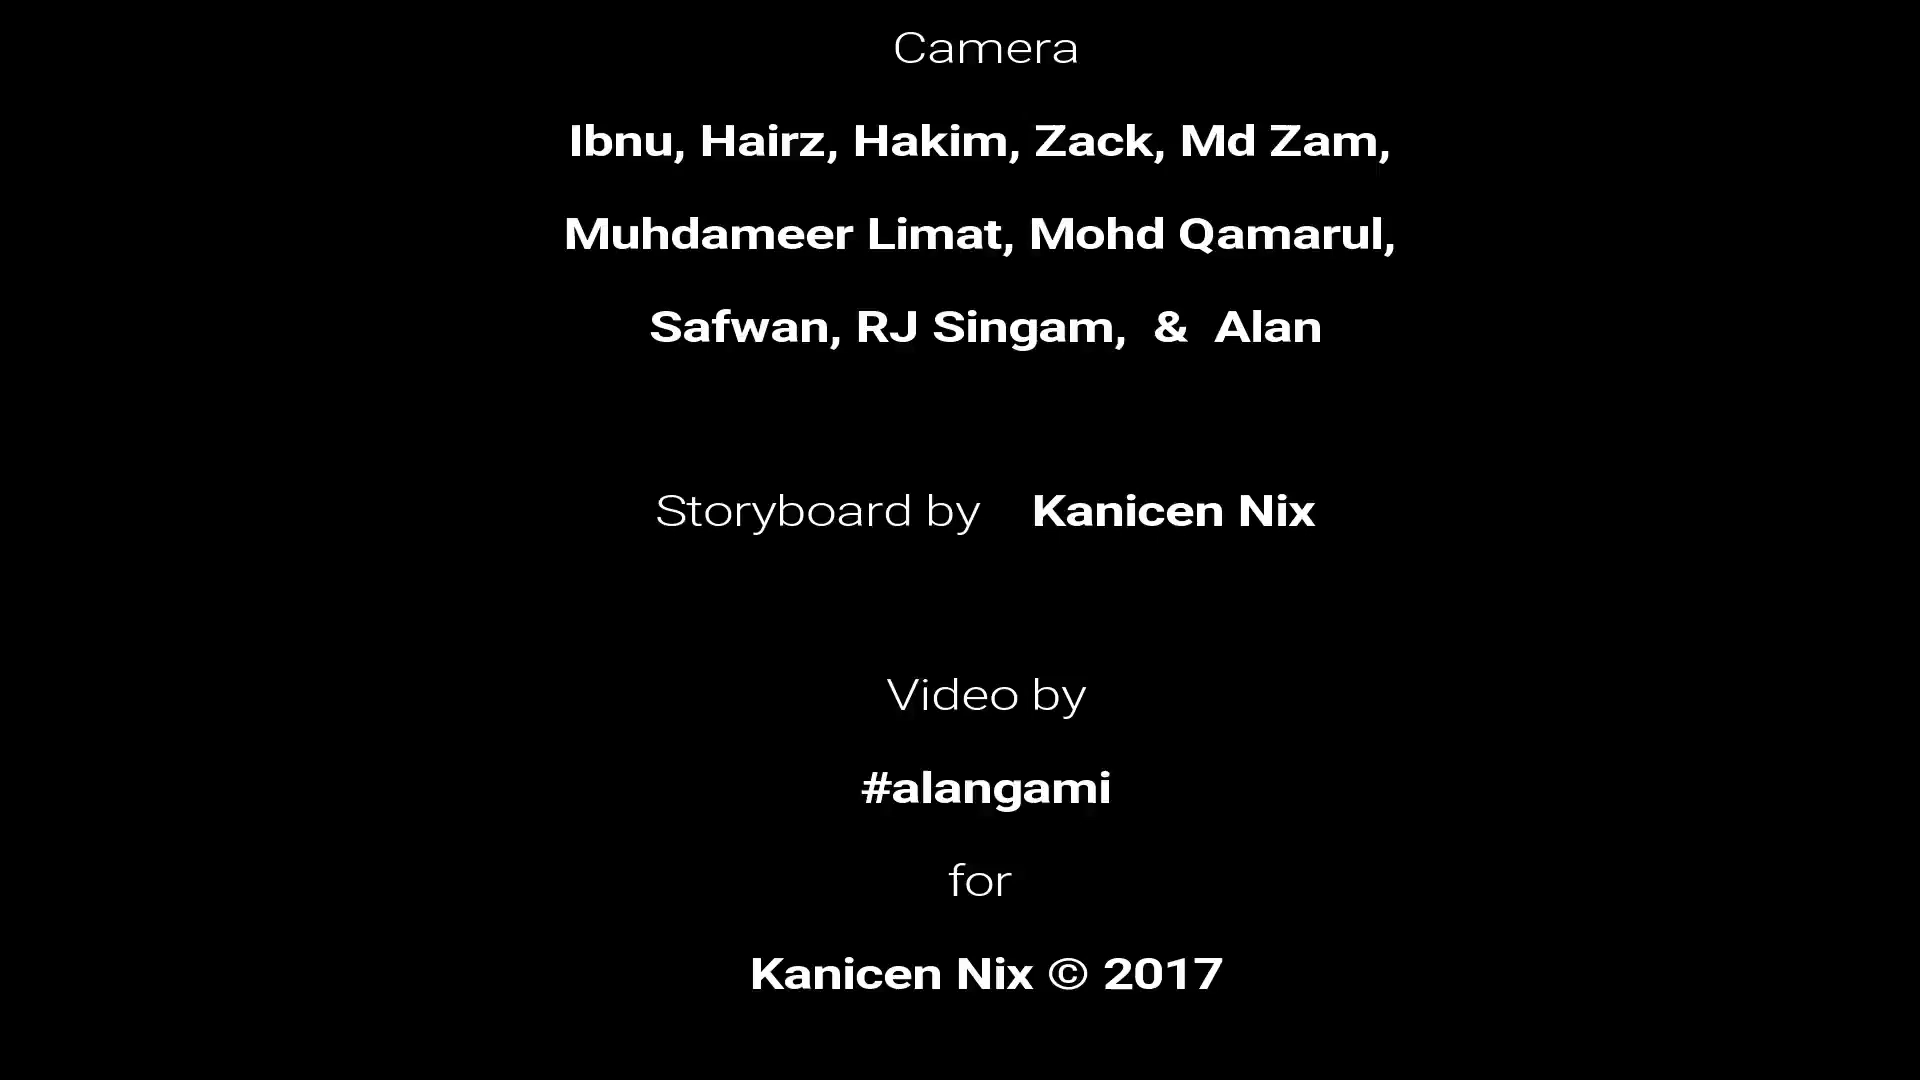 Camera
Ibnu, Hairz, Hakim, Zack, Md Zam,
Muhdameer Limat, Mohd Qamarul,
Safwan, RJ Singam, & Alan
Storyboard by Kanicen Nix
Video by
#alangami
for
Kanicen Nix © 2017